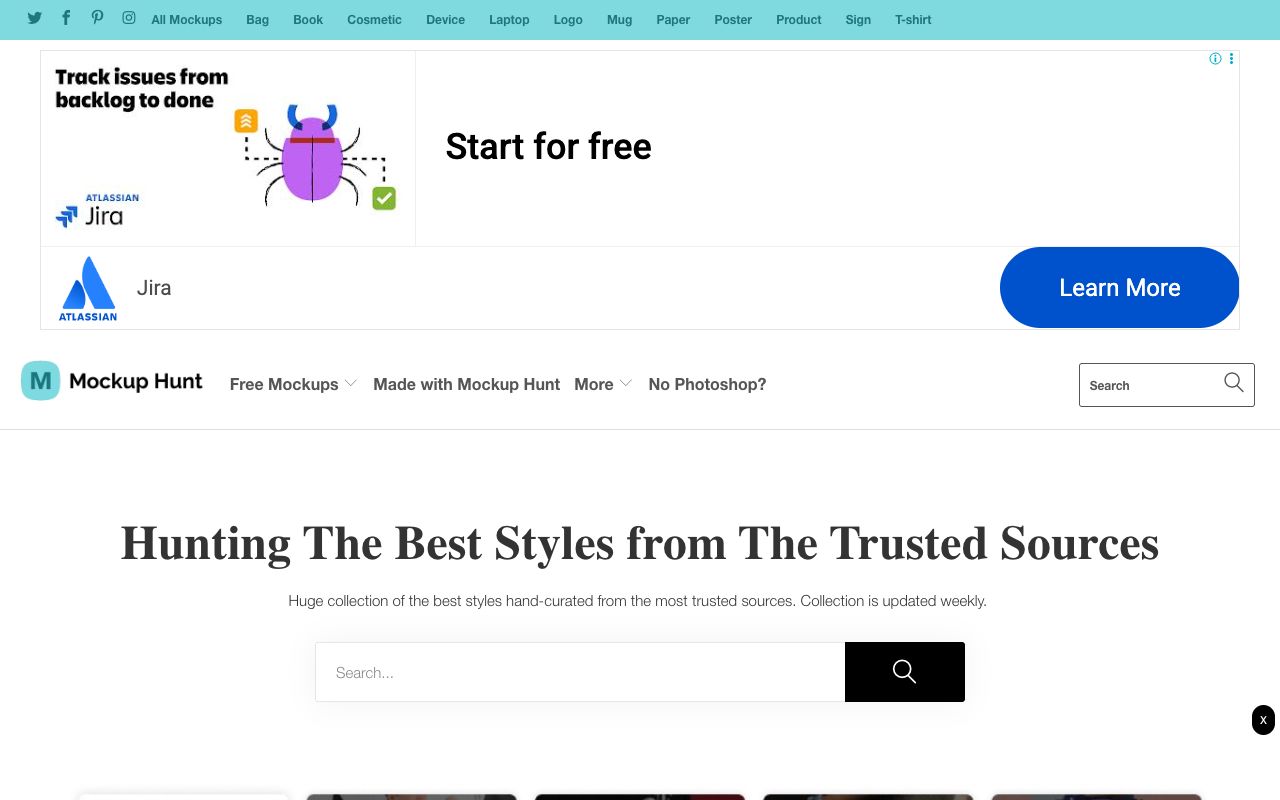 All Mockups Bag Book Cosmetic Device Laptop Logo Mug Paper Poster Product Sign T-shirt
Track issues from
backlog to done
ATLASSIAN
Jira
Start for free
ATLASSIAN
Jira
Learn More
M Mockup Hunt
Free Mockups Made with Mockup Hunt More No Photoshop?
Search
Hunting The Best Styles from The Trusted Sources
Huge collection of the best styles hand-curated from the most trusted sources. Collection is updated weekly.
Search...
x